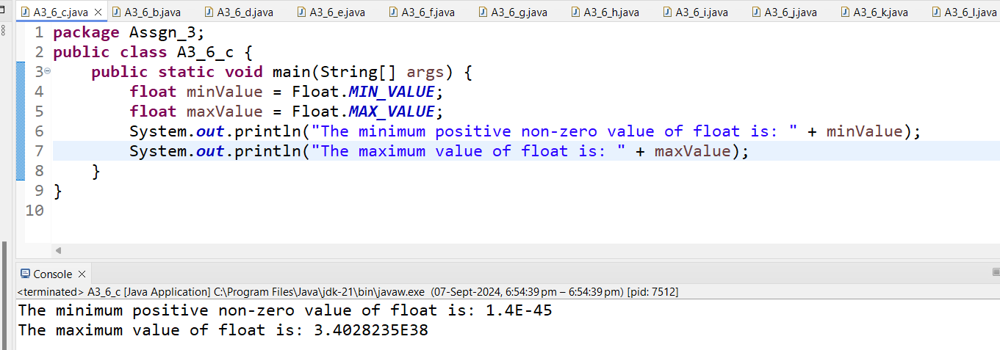 A3_6_c.java A3_6_b.java A3_6_d.java A3_6_e.java A3_6_f.java A3_6_g.java A3_6_h.java A3_6_i.java A3_6_j.java A3_6_k.java A3_6_l.java
1 package Assgn_3;
2 public class A3_6_c {
3 public static void main(String[] args) {
4 float minValue = Float.MIN_VALUE;
5 float maxValue = Float.MAX_VALUE;
6 System.out.println("The minimum positive non-zero value of float is: " + minValue);
7 System.out.println("The maximum value of float is: " + maxValue);
8 }
9 }
10
Console
<terminated> A3_6_c [Java Application] C:\Program Files\Java\jdk-21\bin\javaw.exe (07-Sept-2024, 6:54:39 pm – 6:54:39 pm) [pid: 7512]
The minimum positive non-zero value of float is: 1.4E-45
The maximum value of float is: 3.4028235E38